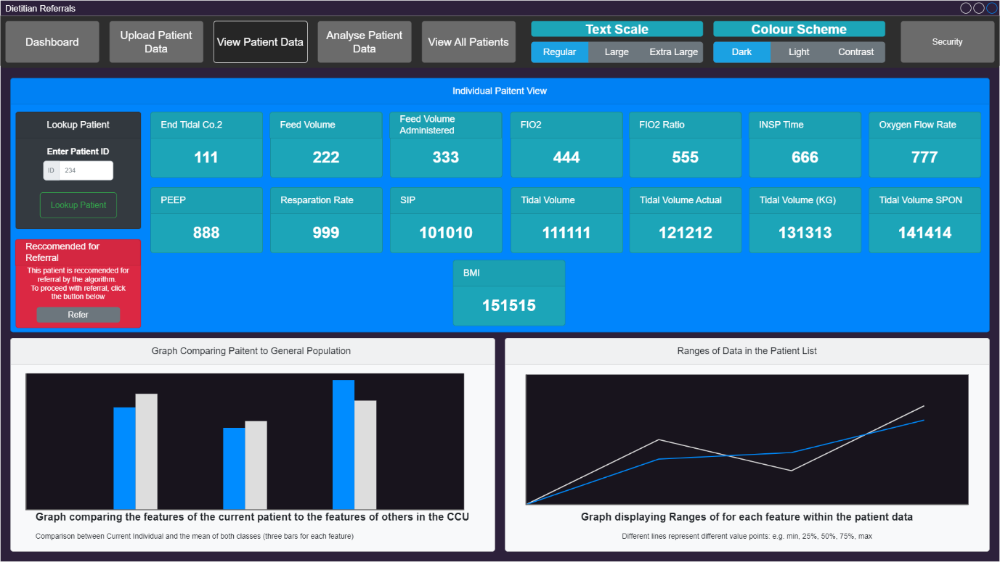 Dietitian Referrals
Dashboard
Upload Patient
Data
View Patient Data
Analyse Patient
Data
View All Patients
Text Scale
Regular
Large
Extra Large
Colour Scheme
Dark
Light
Contrast
Security
Individual Paitent View
Lookup Patient
Enter Patient ID
ID
234
Lookup Patient
Reccomended for
Referral
This patient is reccomended for
referral by the algorithm.
To proceed with referral, click
the button below
Refer
End Tidal Co.2
111
Feed Volume
222
Feed Volume
Administered
333
FIO2
444
FIO2 Ratio
555
INSP Time
666
Oxygen Flow Rate
777
PEEP
888
Resparation Rate
999
SIP
101010
Tidal Volume
111111
Tidal Volume Actual
121212
Tidal Volume (KG)
131313
Tidal Volume SPON
141414
BMI
151515
Graph Comparing Paitent to General Population
Graph comparing the features of the current patient to the features of others in the CCU
Comparison between Current Individual and the mean of both classes (three bars for each feature)
Ranges of Data in the Patient List
Graph displaying Ranges of for each feature within the patient data
Different lines represent different value points: e.g. min, 25%, 50%, 75%, max